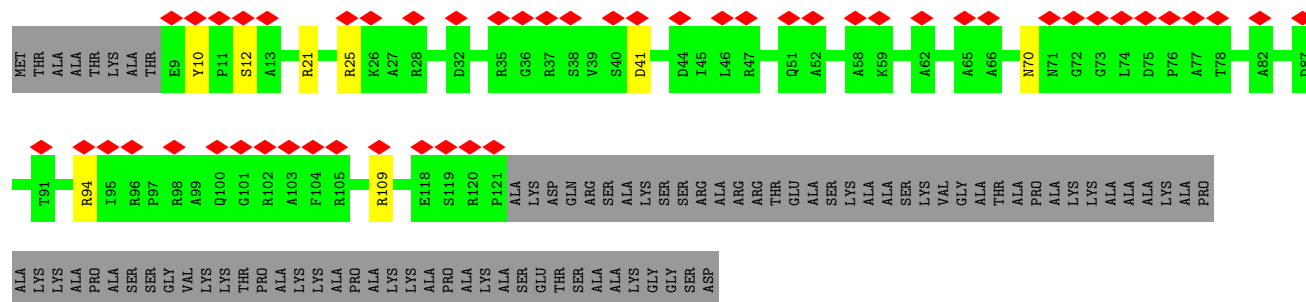 MET THR ALA ALA THR LYS ALA THR E9 Y10 P11 S12 A13 R21 R25 K26 A27 R28 D32 R35 G36 R37 S38 V39 S40 D41 D44 I45 L46 R47 Q51 A52 A58 K59 A62 A65 A66 N70 N71 G72 G73 L74 D75 P76 A77 T78 A82 D87
T91 R94 I95 R96 P97 R98 A99 Q100 G101 R102 A103 F104 R105 R109 E118 S119 R120 P121 ALA LYS ASP GLN ARG SER ALA LYS SER SER ARG ALA ARG ARG THR GLU ALA SER LYS ALA ALA SER LYS VAL GLY ALA THR ALA PRO ALA LYS LYS ALA ALA ALA ALA LYS ALA PRO
ALA LYS LYS ALA PRO ALA SER SER GLY VAL LYS LYS THR PRO ALA LYS LYS ALA PRO ALA LYS LYS ALA PRO ALA LYS ALA SER GLU THR SER ALA ALA LYS GLY GLY SER ASP